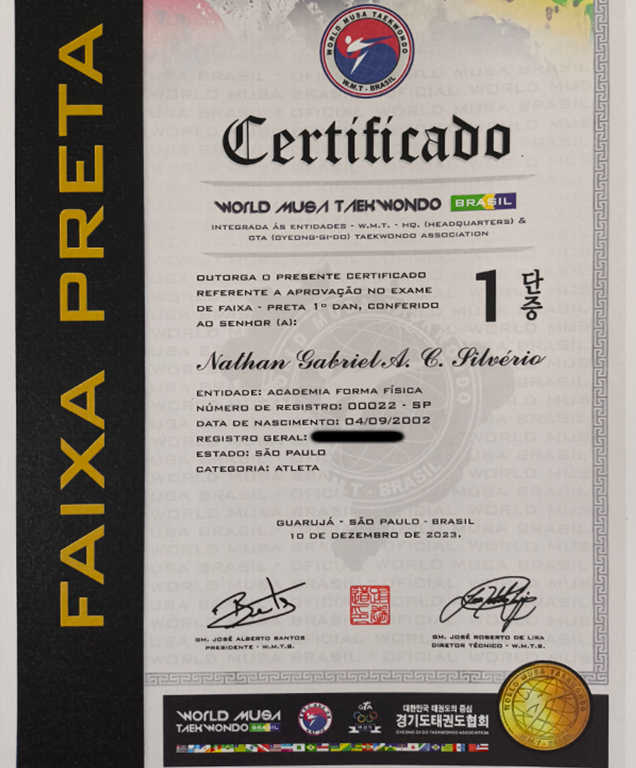 FAIXA PRETA
WORLD MUSA TAEKWONDO
W.M.T - BRASIL
Certificado
WORLD MUSA TAEKWONDO BRASIL
INTEGRADA ÁS ENTIDADES - W.M.T. - HQ. (HEADQUARTERS) &
GTA (GYEONG-GI-DO) TAEKWONDO ASSOCIATION
OUTORGA O PRESENTE CERTIFICADO
REFERENTE A APROVAÇÃO NO EXAME
DE FAIXA - PRETA 1º DAN, CONFERIDO
AO SENHOR (A):
1 단증
Nathan Gabriel A. C. Silvério
ENTIDADE: ACADEMIA FORMA FÍSICA
NÚMERO DE REGISTRO: 00022 - SP
DATA DE NASCIMENTO: 04/09/2002
REGISTRO GERAL:
ESTADO: SÃO PAULO
CATEGORIA: ATLETA
GUARUJÁ - SÃO PAULO - BRASIL
10 DE DEZEMBRO DE 2023.
GM. JOSÉ ALBERTO SANTOS
PRESIDENTE - W.M.T.B.
GM. JOSÉ ROBERTO DE LIRA
DIRETOR TÉCNICO - W.M.T.B.
WORLD MUSA
TAEKWONDO BRASIL
GTA
대한민국 태권도의 중심
경기도태권도협회
GYEONG GI DO TAEKWONDO ASSOCIATION
WORLD MUSA TAEKWONDO
W.M.T - BRASIL